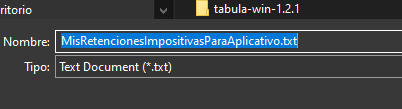 ritorio
tabula-win-1.2.1
Nombre: MisRetencionesImpositivasParaAplicativo.txt
Tipo: Text Document (*.txt)